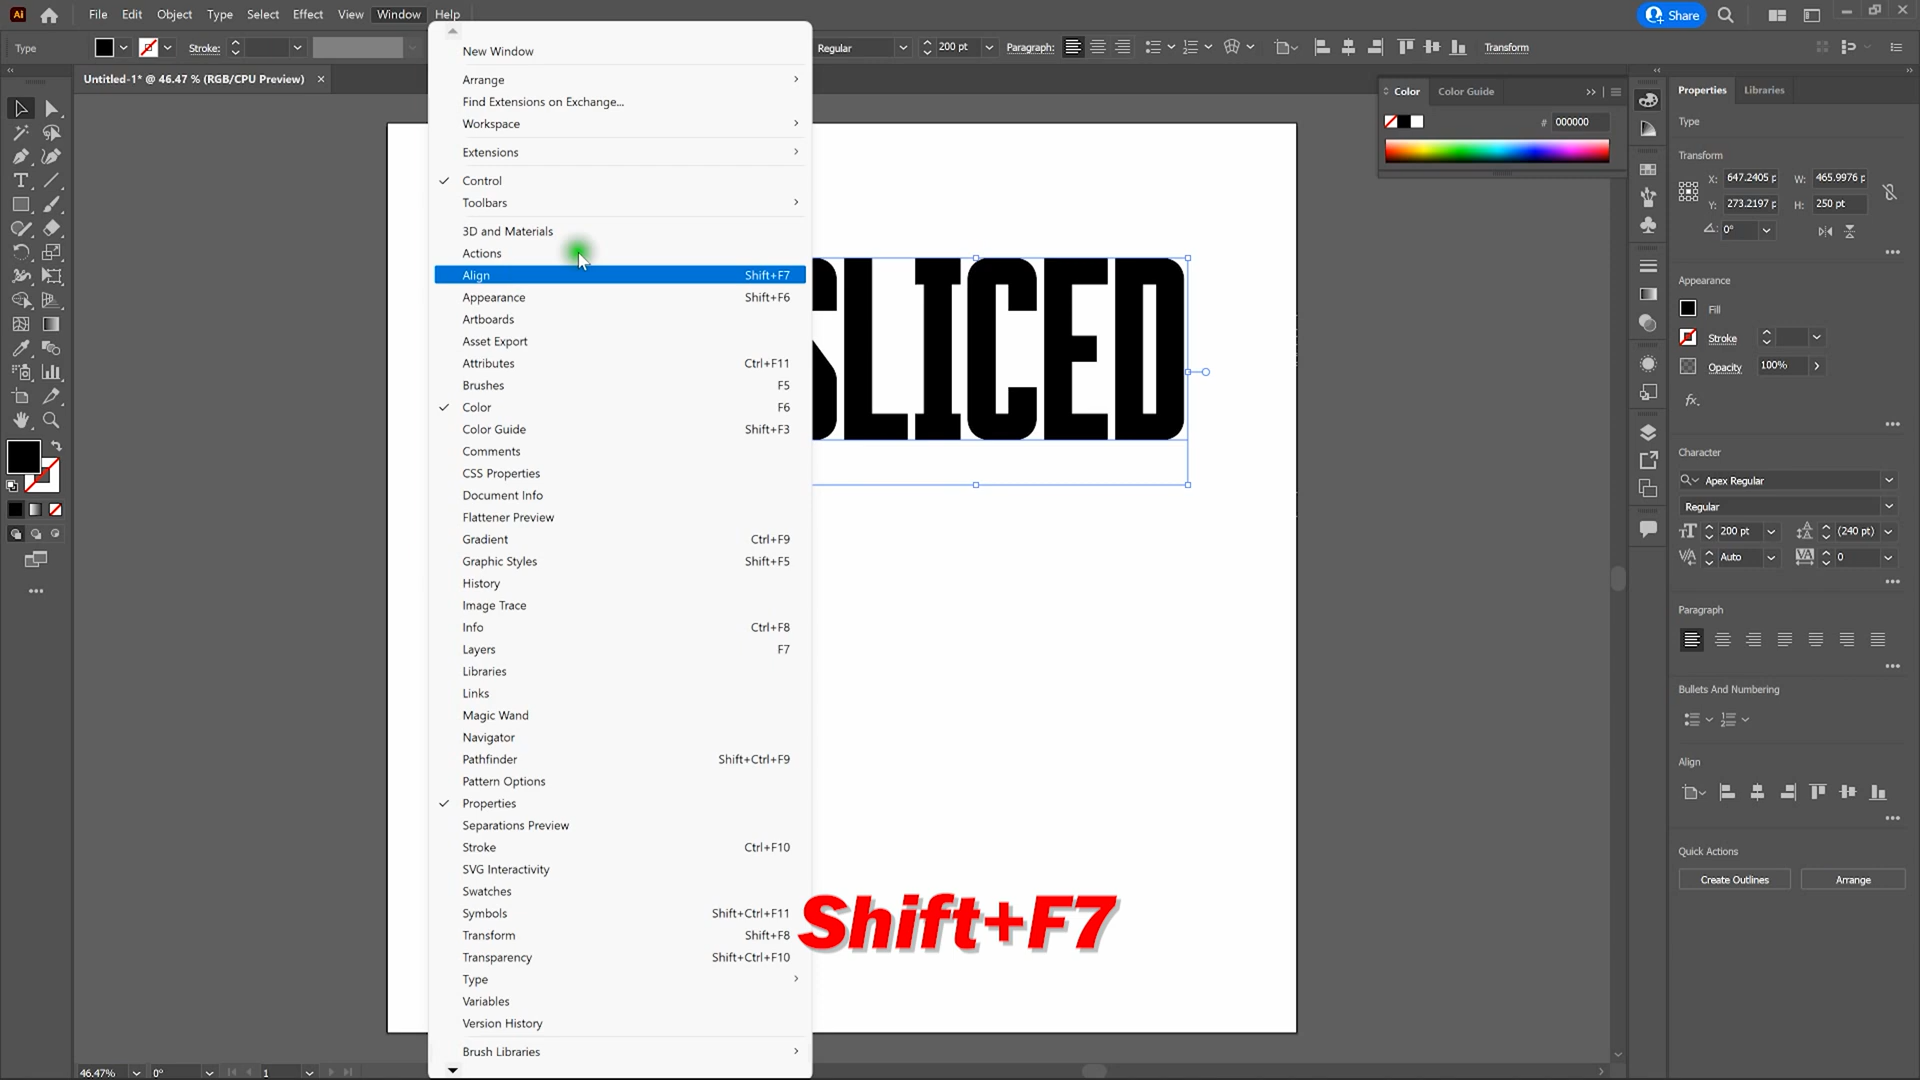 Ai File Edit Object Type Select Effect View Window Help Share
Type Stroke: Regular 200 pt Paragraph: Transform
Untitled-1* @ 46.47 % (RGB/CPU Preview) ×
New Window
Arrange
Find Extensions on Exchange...
Workspace
Extensions
Control
Toolbars
3D and Materials
Actions
Align Shift+F7
Appearance Shift+F6
Artboards
Asset Export
Attributes Ctrl+F11
Brushes F5
Color F6
Color Guide Shift+F3
Comments
CSS Properties
Document Info
Flattener Preview
Gradient Ctrl+F9
Graphic Styles Shift+F5
History
Image Trace
Info Ctrl+F8
Layers F7
Libraries
Links
Magic Wand
Navigator
Pathfinder Shift+Ctrl+F9
Pattern Options
Properties
Separations Preview
Stroke Ctrl+F10
SVG Interactivity
Swatches
Symbols Shift+Ctrl+F11
Transform Shift+F8
Transparency Shift+Ctrl+F10
Type
Variables
Version History
Brush Libraries
SLICED
Shift+F7
Color Color Guide
# 000000
Properties Libraries
Type
Transform
X: 647.2405 p W: 465.9976 p
Y: 273.2197 p H: 250 pt
0°
Appearance
Fill
Stroke
Opacity 100%
fx.
Character
Apex Regular
Regular
200 pt (240 pt)
Auto 0
Paragraph
Bullets And Numbering
Align
Quick Actions
Create Outlines Arrange
46.47% 0° 1